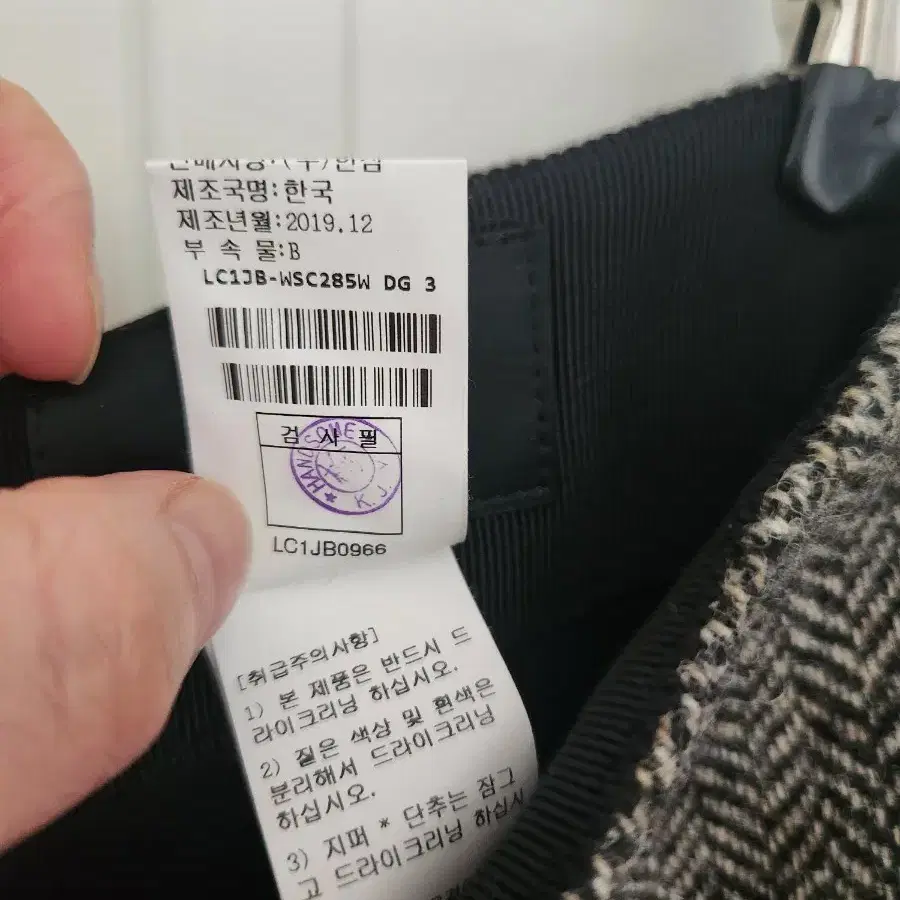 제조국명:한국
제조년월:2019.12
부 속 물:B
LC1JB-WSC285W DG 3
검 사 필
HANDSOME
K.J.
LC1JB0966
[취급주의사항]
1) 본 제품은 반드시 드
라이크리닝 하십시오.
2) 짙은 색상 및 흰색은
분리해서 드라이크리닝
하십시오.
3) 지퍼 * 단추는 잠그
고 드라이크리닝 하십시